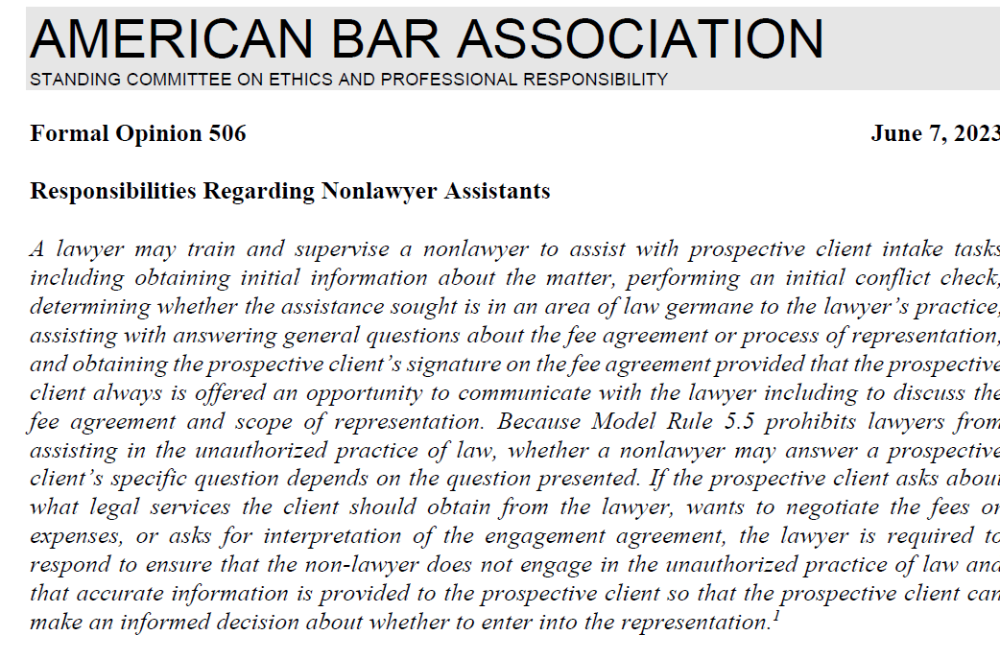 AMERICAN BAR ASSOCIATION
STANDING COMMITTEE ON ETHICS AND PROFESSIONAL RESPONSIBILITY
Formal Opinion 506 June 7, 2023
Responsibilities Regarding Nonlawyer Assistants
A lawyer may train and supervise a nonlawyer to assist with prospective client intake tasks
including obtaining initial information about the matter, performing an initial conflict check,
determining whether the assistance sought is in an area of law germane to the lawyer’s practice,
assisting with answering general questions about the fee agreement or process of representation,
and obtaining the prospective client’s signature on the fee agreement provided that the prospective
client always is offered an opportunity to communicate with the lawyer including to discuss the
fee agreement and scope of representation. Because Model Rule 5.5 prohibits lawyers from
assisting in the unauthorized practice of law, whether a nonlawyer may answer a prospective
client’s specific question depends on the question presented. If the prospective client asks about
what legal services the client should obtain from the lawyer, wants to negotiate the fees or
expenses, or asks for interpretation of the engagement agreement, the lawyer is required to
respond to ensure that the non-lawyer does not engage in the unauthorized practice of law and
that accurate information is provided to the prospective client so that the prospective client can
make an informed decision about whether to enter into the representation.1